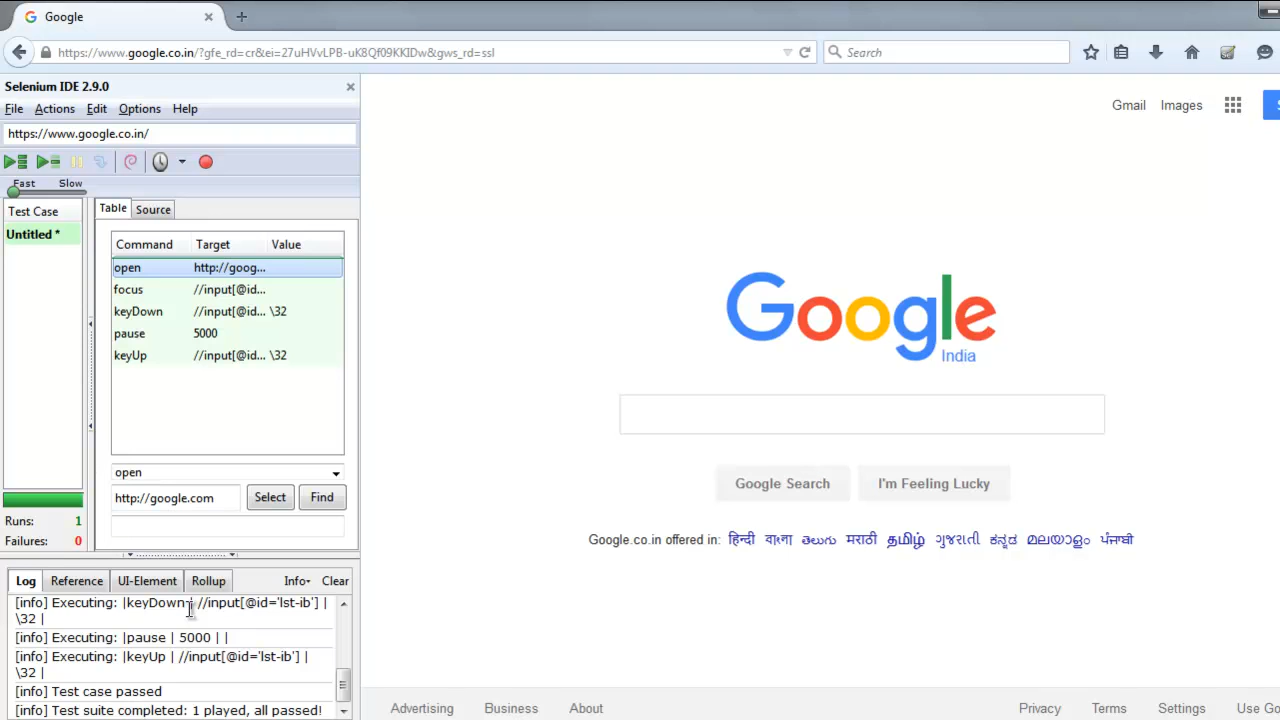 Google
https://www.google.co.in/?gfe_rd=cr&ei=27uHVvLPB-uK8Qf09KKIDw&gws_rd=ssl
Search
Selenium IDE 2.9.0
File Actions Edit Options Help
https://www.google.co.in/
Fast Slow
Test Case
Untitled *
Table Source
Command Target Value
open http://goog...
focus //input[@id...
keyDown //input[@id... \32
pause 5000
keyUp //input[@id... \32
open
http://google.com Select Find
Runs: 1
Failures: 0
Log Reference UI-Element Rollup Info Clear
[info] Executing: |keyDown | //input[@id='lst-ib'] |
\32 |
[info] Executing: |pause | 5000 | |
[info] Executing: |keyUp | //input[@id='lst-ib'] |
\32 |
[info] Test case passed
[info] Test suite completed: 1 played, all passed!
Gmail Images
Google
India
Google Search I'm Feeling Lucky
Google.co.in offered in: हिन्दी বাংলা తెలుగు मराठी தமிழ் ગુજરાતી ಕನ್ನಡ മലയാളം ਪੰਜਾਬੀ
Advertising Business About Privacy Terms Settings Use Go